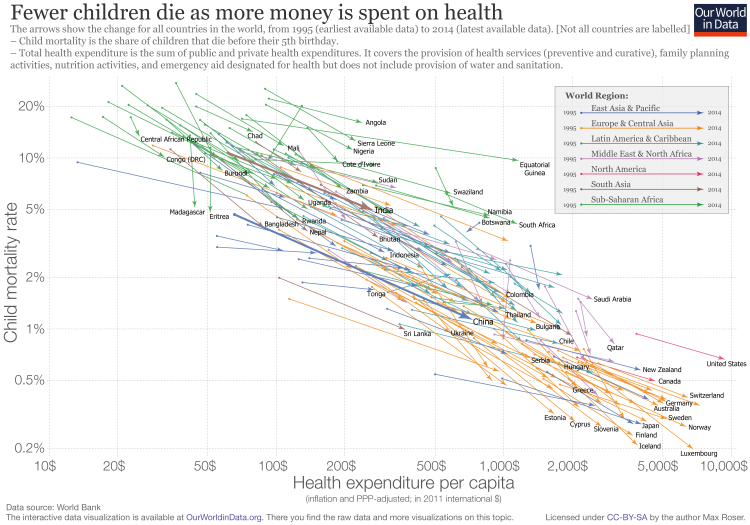 Fewer children die as more money is spent on health
Our World
in Data
The arrows show the change for all countries in the world, from 1995 (earliest available data) to 2014 (latest available data). [Not all countries are labelled]
– Child mortality is the share of children that die before their 5th birthday.
– Total health expenditure is the sum of public and private health expenditures. It covers the provision of health services (preventive and curative), family planning
activities, nutrition activities, and emergency aid designated for health but does not include provision of water and sanitation.
World Region:
1995 East Asia & Pacific 2014
1995 Europe & Central Asia 2014
1995 Latin America & Caribbean 2014
1995 Middle East & North Africa 2014
1995 North America 2014
1995 South Asia 2014
1995 Sub-Saharan Africa 2014
Child mortality rate
20%
10%
5%
2%
1%
0.5%
0.2%
Angola
Central African Republic
Chad
Sierra Leone
Mali
Nigeria
Congo (DRC)
Cote d'Ivoire
Equatorial
Guinea
Burundi
Sudan
Zambia
Swaziland
Uganda
Madagascar
Eritrea
India
Namibia
Rwanda
Botswana
South Africa
Bangladesh
Nepal
Bhutan
Indonesia
Tonga
Colombia
Saudi Arabia
Thailand
China
Bulgaria
Sri Lanka
Ukraine
Chile
Qatar
Serbia
United States
Hungary
New Zealand
Canada
Greece
Switzerland
Germany
Australia
Estonia
Sweden
Cyprus
Japan
Norway
Slovenia
Finland
Iceland
Luxembourg
10$ 20$ 50$ 100$ 200$ 500$ 1,000$ 2,000$ 5,000$ 10,000$
Health expenditure per capita
(inflation and PPP-adjusted; in 2011 international $)
Data source: World Bank
The interactive data visualization is available at OurWorldinData.org. There you find the raw data and more visualizations on this topic.
Licensed under CC-BY-SA by the author Max Roser.